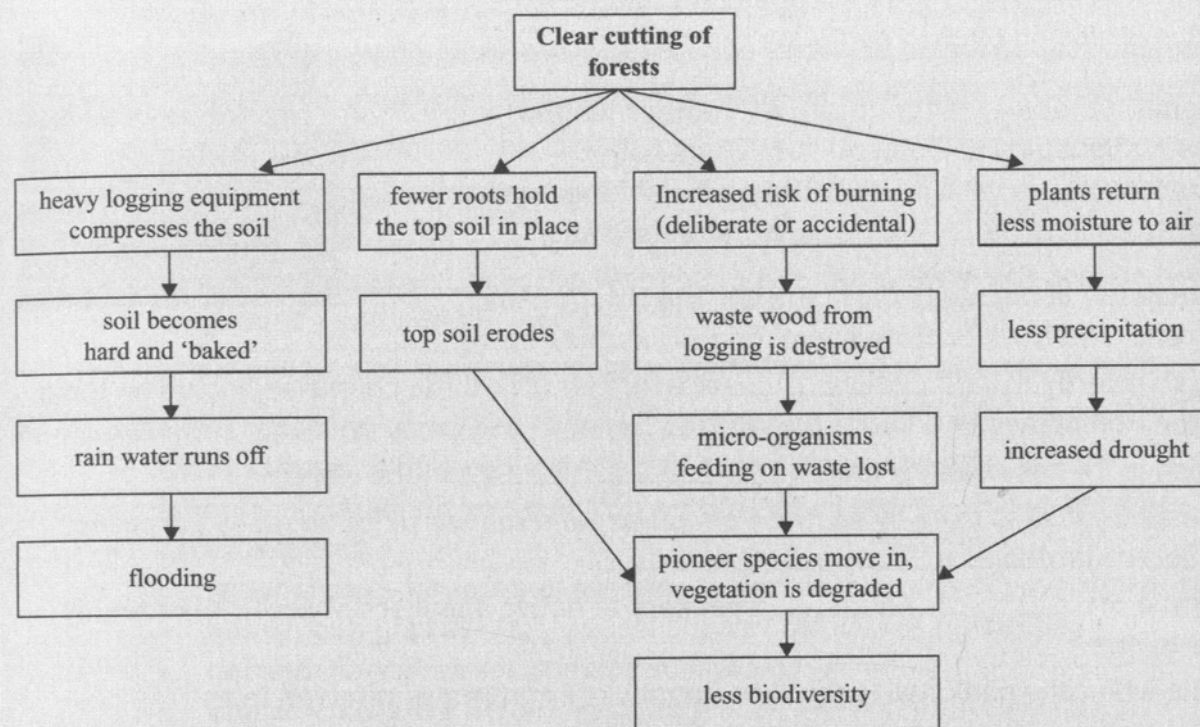 Clear cutting of
forests
heavy logging equipment
compresses the soil
fewer roots hold
the top soil in place
Increased risk of burning
(deliberate or accidental)
plants return
less moisture to air
soil becomes
hard and ‘baked’
top soil erodes
waste wood from
logging is destroyed
less precipitation
rain water runs off
micro-organisms
feeding on waste lost
increased drought
flooding
pioneer species move in,
vegetation is degraded
less biodiversity